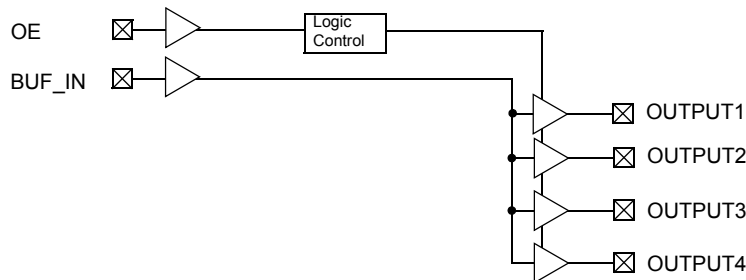 OE
Logic
Control
BUF_IN
OUTPUT1
OUTPUT2
OUTPUT3
OUTPUT4